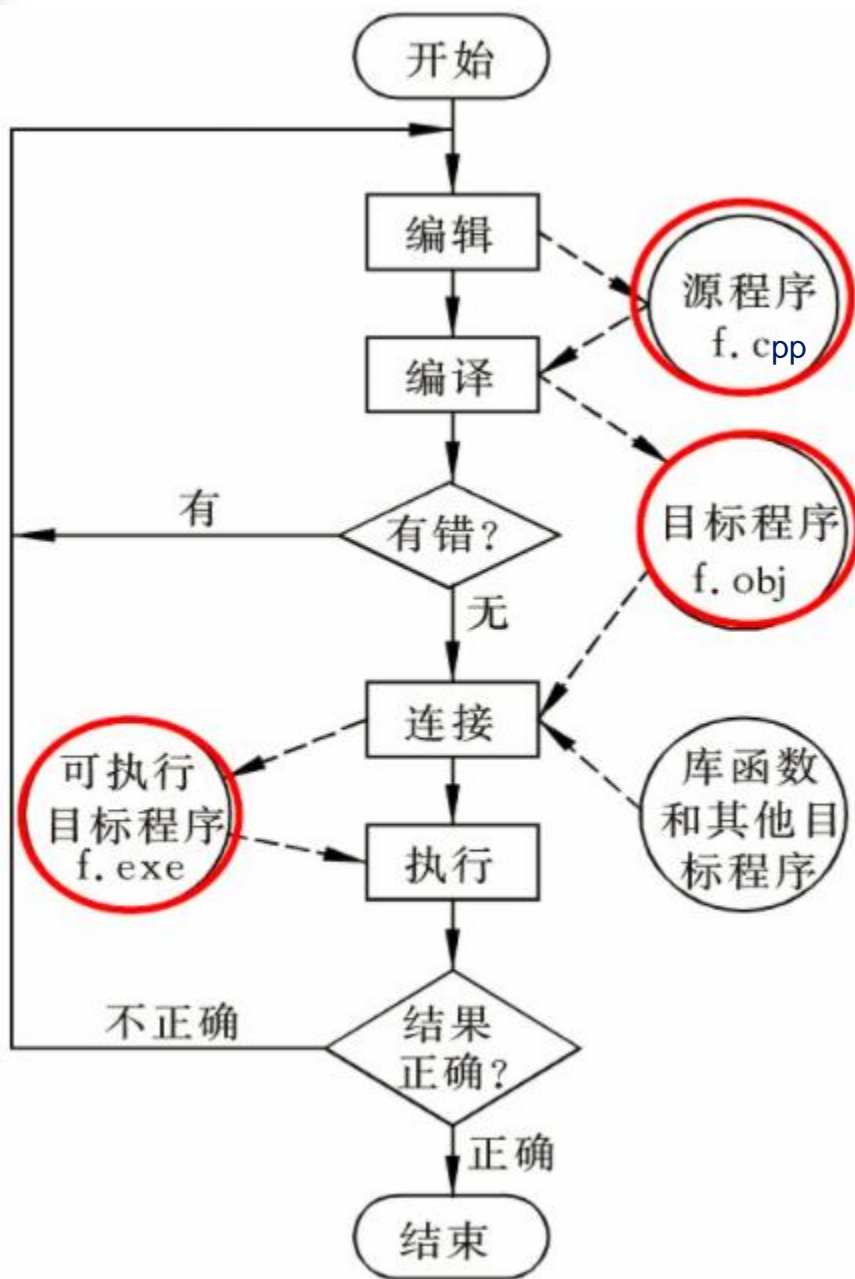 开始
编辑
源程序
f.cpp
编译
有
有错?
目标程序
f.obj
无
连接
可执行
目标程序
f.exe
库函数
和其他目
标程序
执行
不正确
结果
正确?
正确
结束